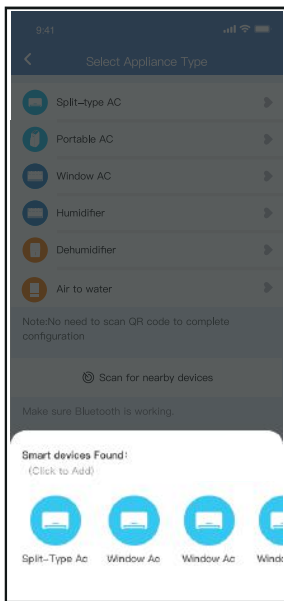 9:41
Select Appliance Type
Split-type AC
Portable AC
Window AC
Humidifier
Dehumidifier
Air to water
Note:No need to scan QR code to complete
configuration
Scan for nearby devices
Make sure Bluetooth is working.
Smart devices Found:
(Click to Add)
Split-Type Ac Window Ac Window Ac Windo